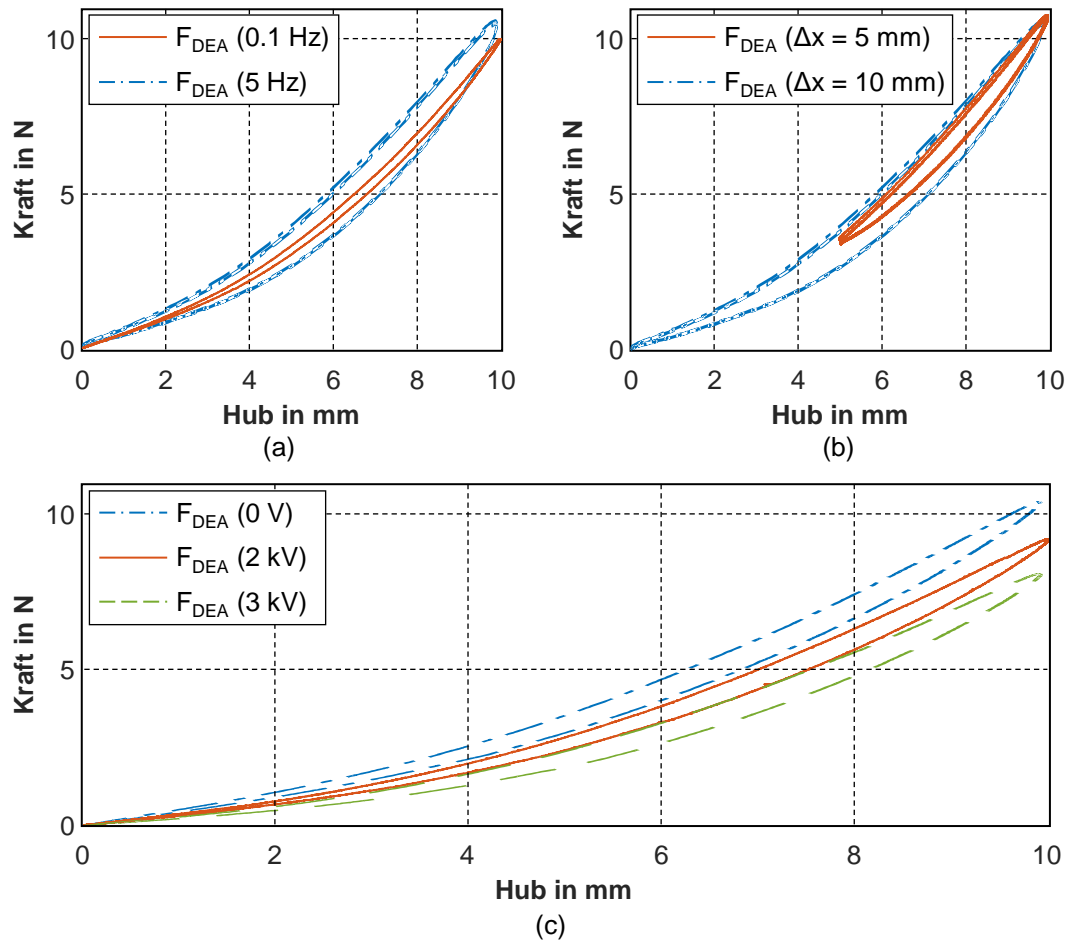 F_DEA (0.1 Hz)
F_DEA (5 Hz)
Kraft in N
10
5
0
0 2 4 6 8 10
Hub in mm
(a)
F_DEA (Δx = 5 mm)
F_DEA (Δx = 10 mm)
Kraft in N
10
5
0
0 2 4 6 8 10
Hub in mm
(b)
F_DEA (0 V)
F_DEA (2 kV)
F_DEA (3 kV)
Kraft in N
10
5
0
0 2 4 6 8 10
Hub in mm
(c)